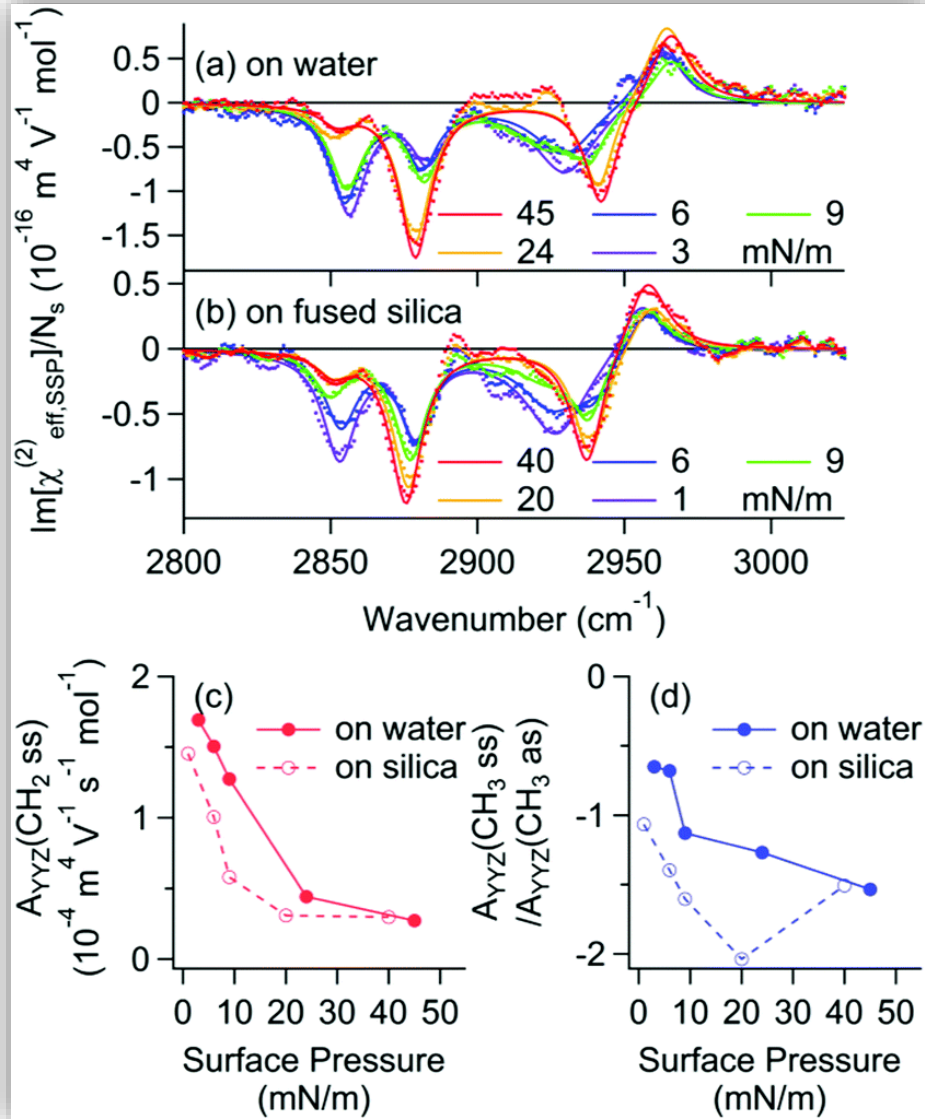 Im[χ(2)eff,SSP]/Ns (10-16 m4 V-1 mol-1)
(a) on water
0.5
0
-0.5
-1
-1.5
45 6 9
24 3 mN/m
(b) on fused silica
0.5
0
-0.5
-1
40 6 9
20 1 mN/m
2800 2850 2900 2950 3000
Wavenumber (cm-1)
AYYZ(CH2 ss)
(10-4 m4 V-1 s-1 mol-1)
2
1
0
(c)
on water
on silica
0 10 20 30 40 50
Surface Pressure
(mN/m)
AYYZ(CH3 ss)
/AYYZ(CH3 as)
0
-1
-2
(d)
on water
on silica
0 10 20 30 40 50
Surface Pressure
(mN/m)